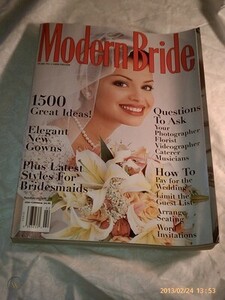 Modern Bride
1500
Great Ideas!
Elegant
New
Gowns
Plus Latest
Styles For
Bridesmaids
Questions
To Ask
Your
Photographer
Florist
Videographer
Caterer
Musicians
How To
Pay for the
Wedding
Limit the
Guest List
Arrange
Seating
Word
Invitations
2013/02/24 13:53